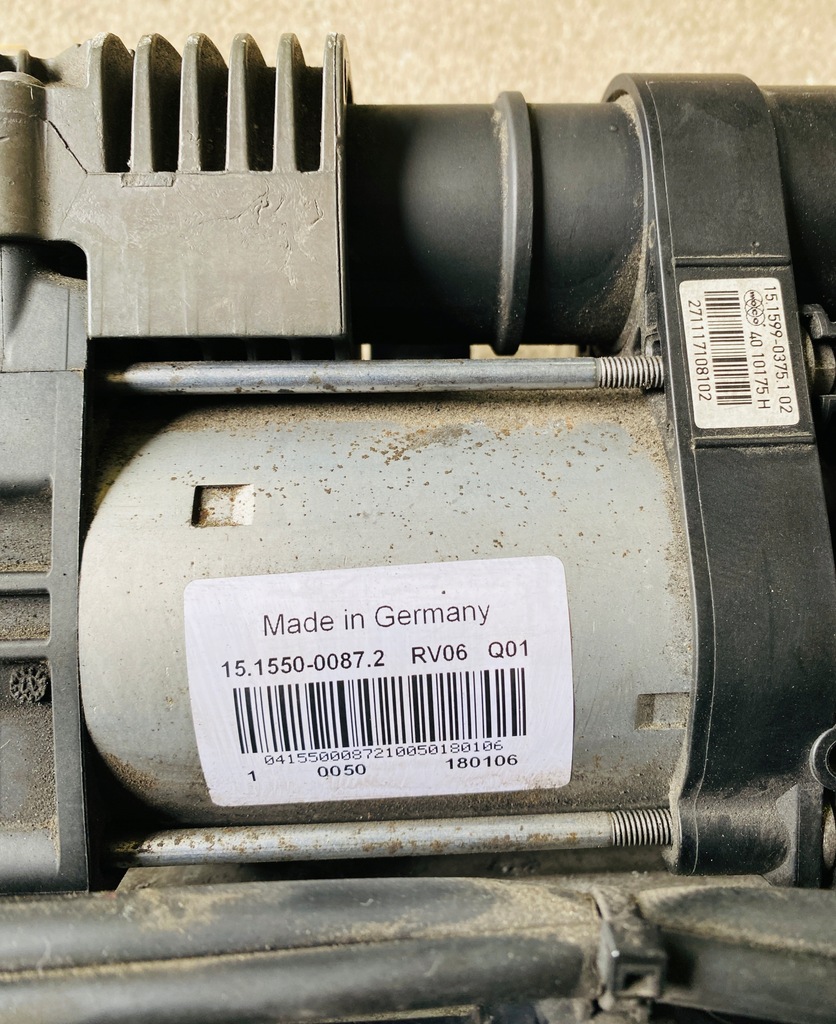 Made in Germany
15.1550-0087.2 RV06 Q01
0415500087210050180106
1 0050 180106
15.1599-0375.1 02
40 10175 H
271117108102